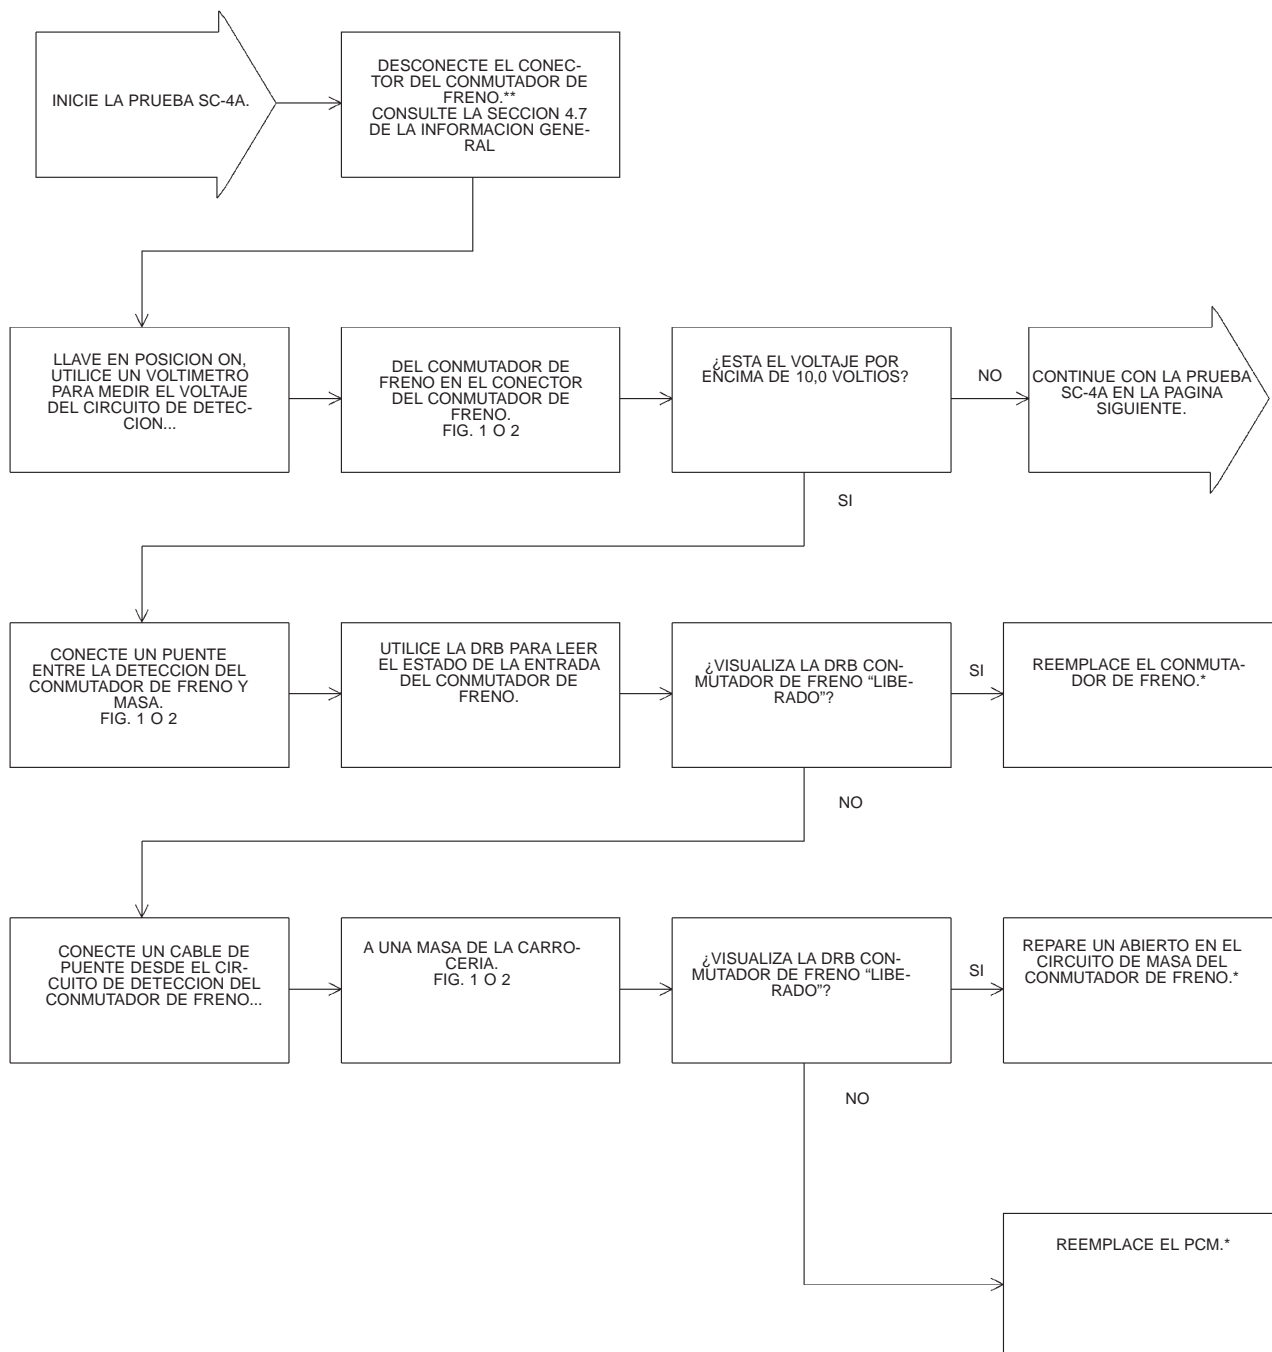 INICIE LA PRUEBA SC-4A.
DESCONECTE EL CONEC-
TOR DEL CONMUTADOR DE
FRENO.**
CONSULTE LA SECCION 4.7
DE LA INFORMACION GENE-
RAL
LLAVE EN POSICION ON,
UTILICE UN VOLTIMETRO
PARA MEDIR EL VOLTAJE
DEL CIRCUITO DE DETEC-
CION...
DEL CONMUTADOR DE
FRENO EN EL CONECTOR
DEL CONMUTADOR DE
FRENO.
FIG. 1 O 2
¿ESTA EL VOLTAJE POR
ENCIMA DE 10,0 VOLTIOS?
NO
CONTINUE CON LA PRUEBA
SC-4A EN LA PAGINA
SIGUIENTE.
SI
CONECTE UN PUENTE
ENTRE LA DETECCION DEL
CONMUTADOR DE FRENO Y
MASA.
FIG. 1 O 2
UTILICE LA DRB PARA LEER
EL ESTADO DE LA ENTRADA
DEL CONMUTADOR DE
FRENO.
¿VISUALIZA LA DRB CON-
MUTADOR DE FRENO “LIBE-
RADO”?
SI
REEMPLACE EL CONMUTA-
DOR DE FRENO.*
NO
CONECTE UN CABLE DE
PUENTE DESDE EL CIR-
CUITO DE DETECCION DEL
CONMUTADOR DE FRENO...
A UNA MASA DE LA CARRO-
CERIA.
FIG. 1 O 2
¿VISUALIZA LA DRB CON-
MUTADOR DE FRENO “LIBE-
RADO”?
SI
REPARE UN ABIERTO EN EL
CIRCUITO DE MASA DEL
CONMUTADOR DE FRENO.*
NO
REEMPLACE EL PCM.*